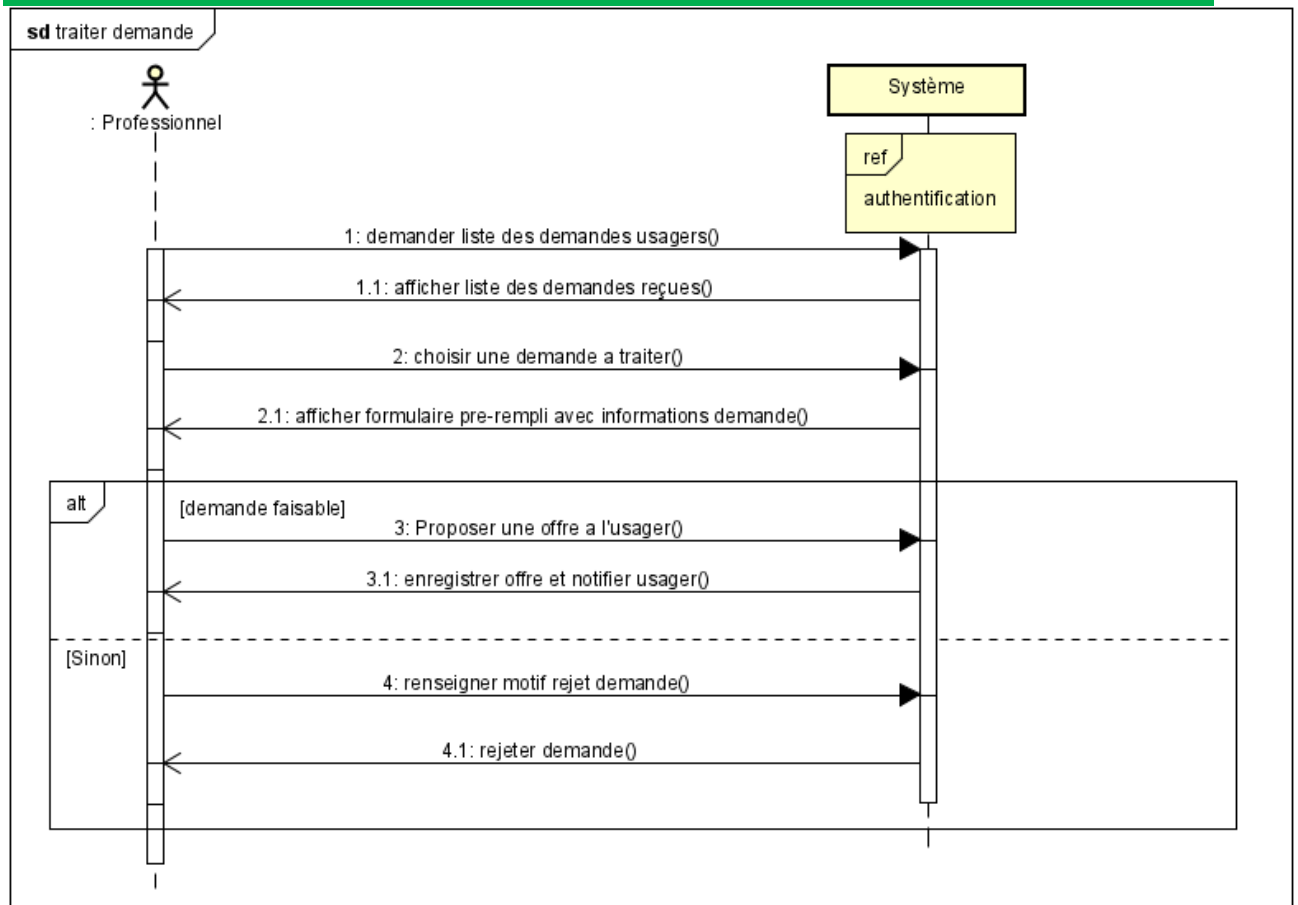 sd traiter demande
: Professionnel
Système
ref
authentification
1: demander liste des demandes usagers()
1.1: afficher liste des demandes reçues()
2: choisir une demande a traiter()
2.1: afficher formulaire pre-rempli avec informations demande()
alt
[demande faisable]
3: Proposer une offre a l'usager()
3.1: enregistrer offre et notifier usager()
[Sinon]
4: renseigner motif rejet demande()
4.1: rejeter demande()